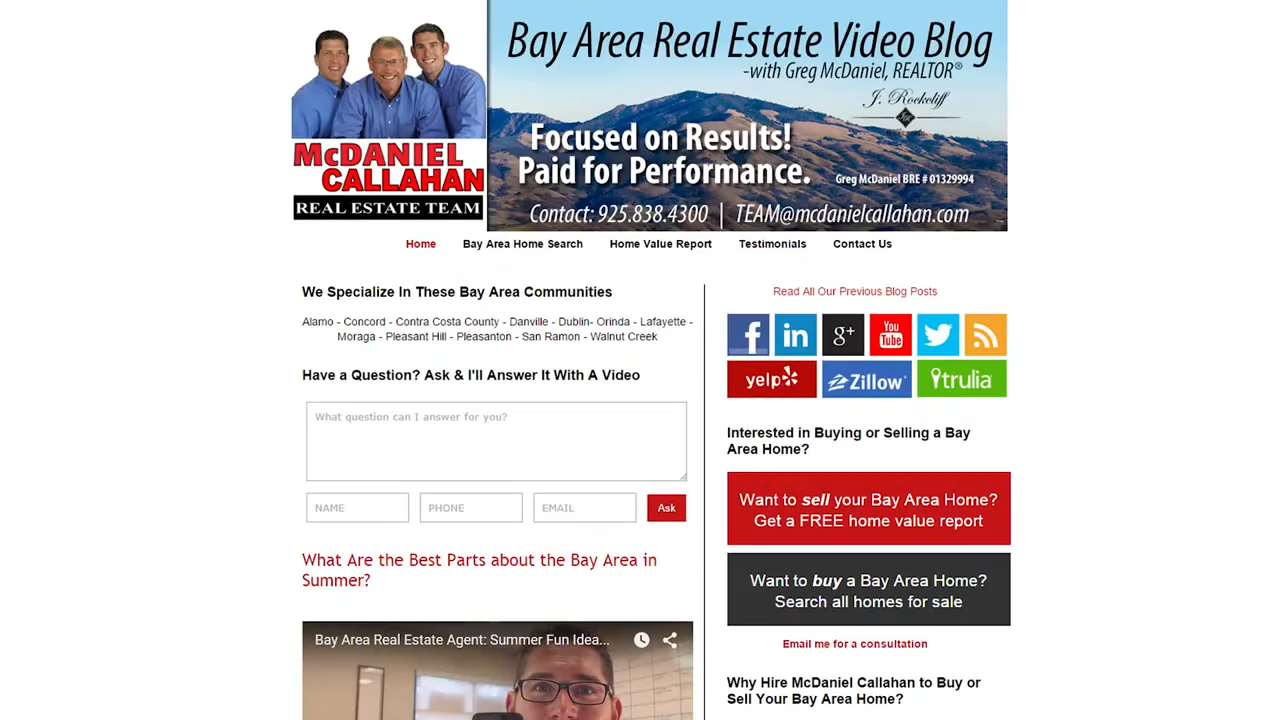 Bay Area Real Estate Video Blog
-with Greg McDaniel, REALTOR®
J. Rockcliff
Focused on Results!
Paid for Performance.
Greg McDaniel BRE # 01329994
Contact: 925.838.4300 | TEAM@mcdanielcallahan.com
McDANIEL
CALLAHAN
REAL ESTATE TEAM
Home
Bay Area Home Search
Home Value Report
Testimonials
Contact Us
We Specialize In These Bay Area Communities
Alamo - Concord - Contra Costa County - Danville - Dublin- Orinda - Lafayette -
Moraga - Pleasant Hill - Pleasanton - San Ramon - Walnut Creek
Have a Question? Ask & I'll Answer It With A Video
What question can I answer for you?
NAME
PHONE
EMAIL
Ask
What Are the Best Parts about the Bay Area in
Summer?
Bay Area Real Estate Agent: Summer Fun Idea...
Read All Our Previous Blog Posts
f
in
g+
You
Tube
yelp
Zillow
trulia
Interested in Buying or Selling a Bay
Area Home?
Want to sell your Bay Area Home?
Get a FREE home value report
Want to buy a Bay Area Home?
Search all homes for sale
Email me for a consultation
Why Hire McDaniel Callahan to Buy or
Sell Your Bay Area Home?